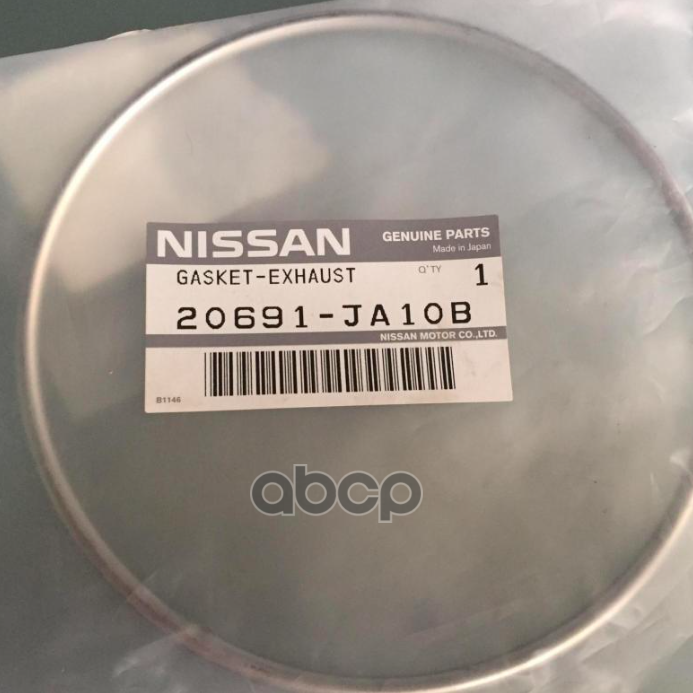 NISSAN GENUINE PARTS
Made in Japan
GASKET-EXHAUST Q'TY 1
20691-JA10B
NISSAN MOTOR CO.,LTD.
B1146
abcp